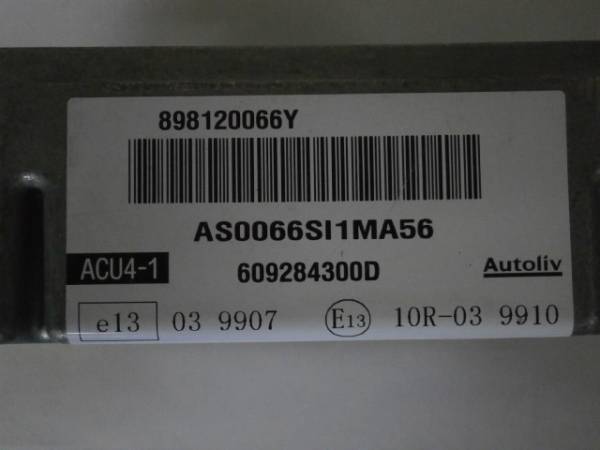 898120066Y
AS0066SI1MA56
ACU4-1
609284300D
Autoliv
e13 03 9907 E13 10R-03 9910